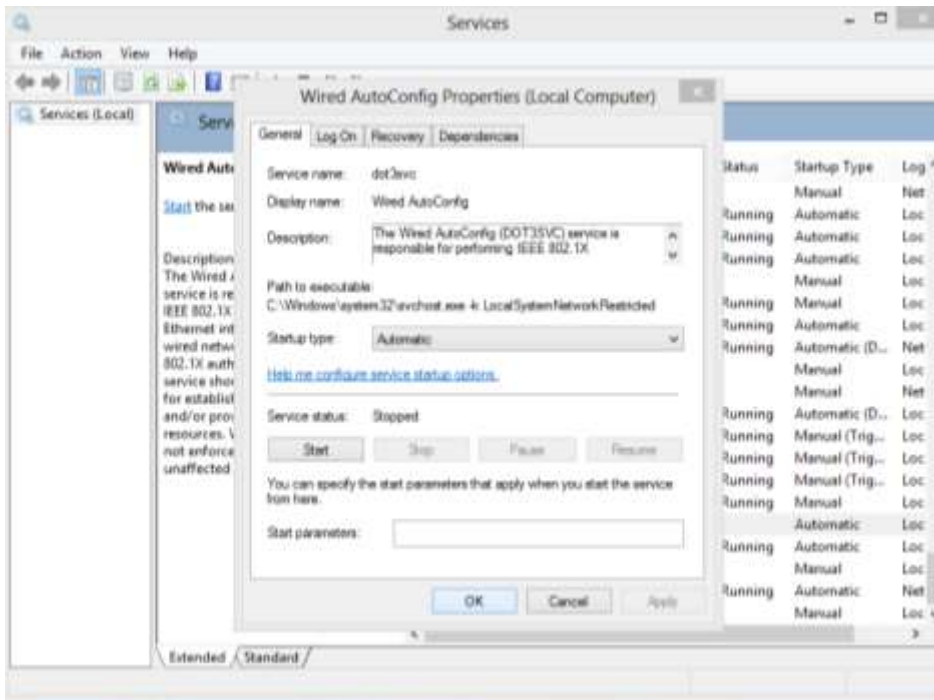 Services
File Action View Help
Services (Local)
Wired AutoConfig Properties (Local Computer)
General Log On Recovery Dependencies
Service name: dot3svc
Display name: Wired AutoConfig
Description: The Wired AutoConfig (DOT3SVC) service is
responsible for performing IEEE 802.1X
Path to executable:
C:\Windows\system32\svchost.exe -k LocalSystemNetworkRestricted
Startup type: Automatic
Help me configure service startup options.
Service status: Stopped
Start Stop Pause Resume
You can specify the start parameters that apply when you start the service
from here.
Start parameters:
OK Cancel Apply
Servi
Wired Auto
Start the ser
Description
The Wired A
service is re
IEEE 802.1X
Ethernet int
wired netwo
802.1X auth
service shou
for establish
and/or prov
resources. W
not enforce
unaffected
Status Startup Type Log
Manual Net
Running Automatic Loc
Running Automatic Loc
Running Automatic Loc
Manual Loc
Running Manual Loc
Running Automatic Loc
Running Automatic (D... Net
Manual Loc
Manual Net
Running Automatic (D... Loc
Running Manual (Trig... Loc
Running Manual (Trig... Loc
Running Manual (Trig... Loc
Running Manual Loc
Automatic Loc
Running Automatic Loc
Manual Loc
Running Automatic Net
Manual Loc
Extended Standard